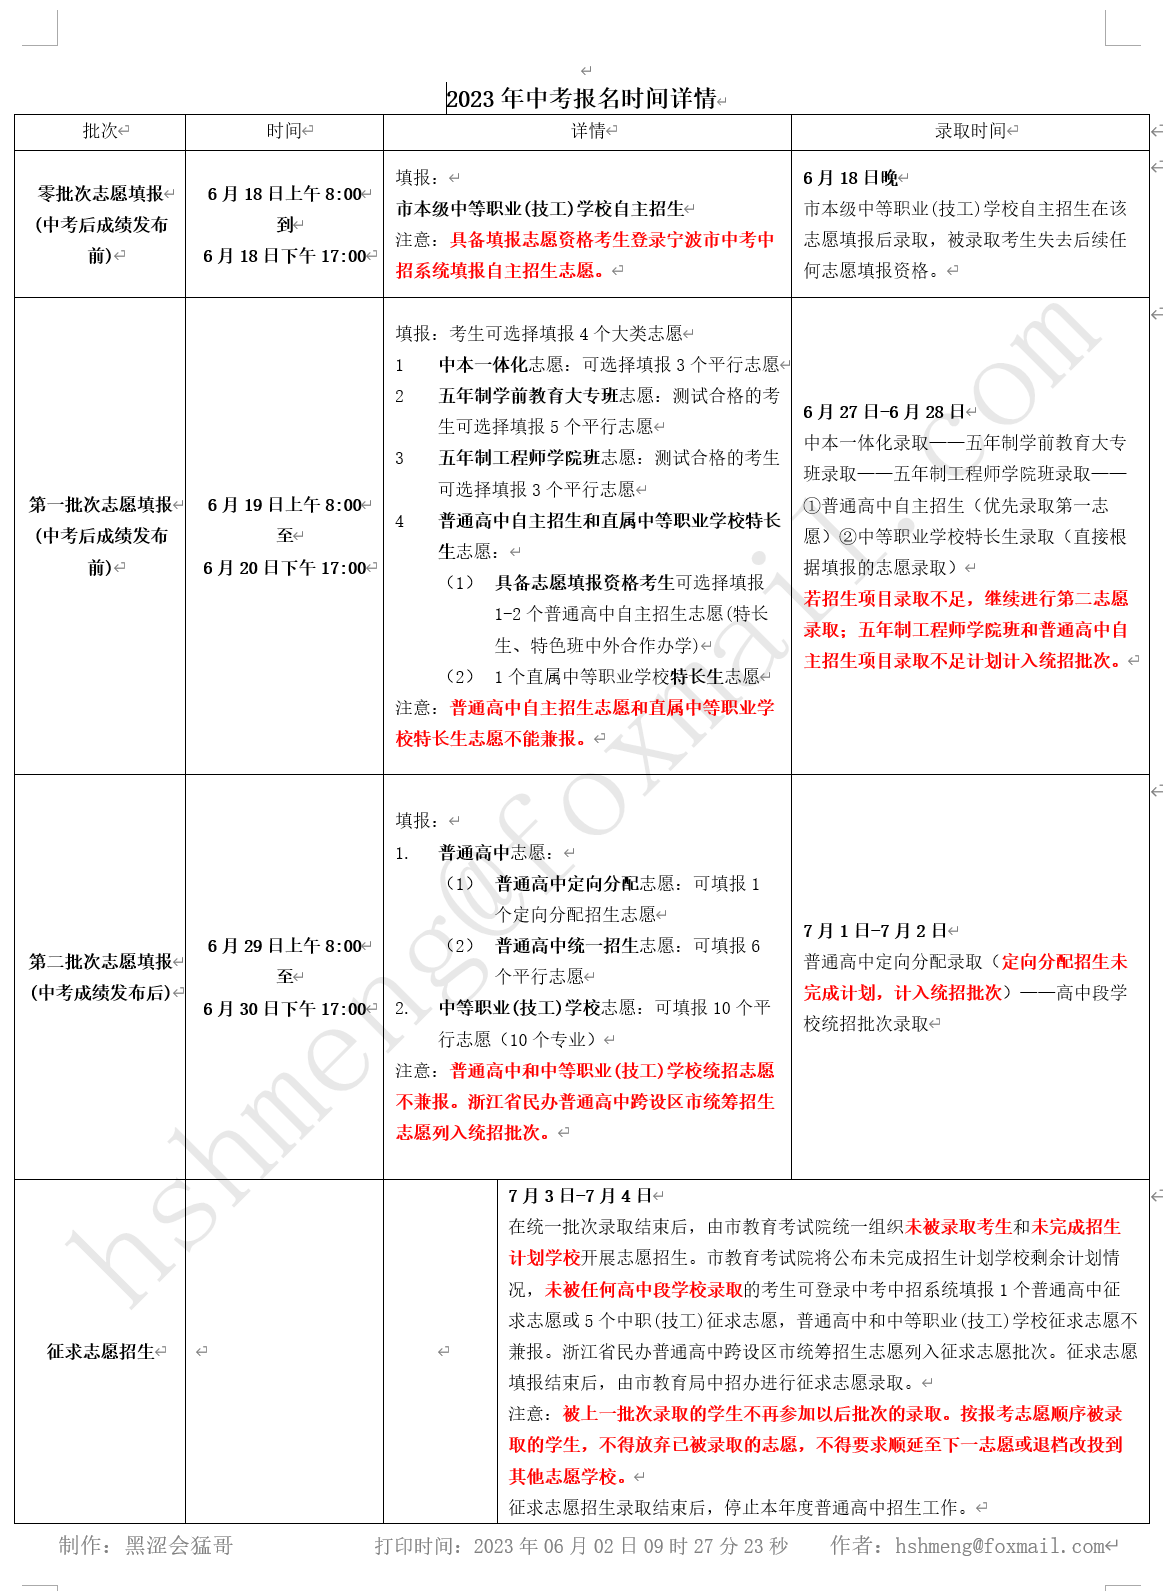 2023 年中考报名时间详情
批次
时间
详情
录取时间
零批次志愿填报
(中考后成绩发布
前)
6 月 18 日上午 8:00
到
6 月 18 日下午 17:00
填报：
市本级中等职业(技工)学校自主招生
注意：具备填报志愿资格考生登录宁波市中考中
招系统填报自主招生志愿。
6 月 18 日晚
市本级中等职业(技工)学校自主招生在该
志愿填报后录取，被录取考生失去后续任
何志愿填报资格。
第一批次志愿填报
(中考后成绩发布
前)
6 月 19 日上午 8:00
至
6 月 20 日下午 17:00
填报：考生可选择填报 4 个大类志愿
1 中本一体化志愿：可选择填报 3 个平行志愿
2 五年制学前教育大专班志愿：测试合格的考
生可选择填报 5 个平行志愿
3 五年制工程师学院班志愿：测试合格的考生
可选择填报 3 个平行志愿
4 普通高中自主招生和直属中等职业学校特长
生志愿：
（1） 具备志愿填报资格考生可选择填报
1-2 个普通高中自主招生志愿(特长
生、特色班中外合作办学)
（2） 1 个直属中等职业学校特长生志愿
注意：普通高中自主招生志愿和直属中等职业学
校特长生志愿不能兼报。
6 月 27 日-6 月 28 日
中本一体化录取——五年制学前教育大专
班录取——五年制工程师学院班录取——
①普通高中自主招生（优先录取第一志
愿）②中等职业学校特长生录取（直接根
据填报的志愿录取）
若招生项目录取不足，继续进行第二志愿
录取；五年制工程师学院班和普通高中自
主招生项目录取不足计划计入统招批次。
第二批次志愿填报
(中考成绩发布后)
6 月 29 日上午 8:00
至
6 月 30 日下午 17:00
填报：
1. 普通高中志愿：
（1） 普通高中定向分配志愿：可填报 1
个定向分配招生志愿
（2） 普通高中统一招生志愿：可填报 6
个平行志愿
2. 中等职业(技工)学校志愿：可填报 10 个平
行志愿（10 个专业）
注意：普通高中和中等职业(技工)学校统招志愿
不兼报。浙江省民办普通高中跨设区市统筹招生
志愿列入统招批次。
7 月 1 日-7 月 2 日
普通高中定向分配录取（定向分配招生未
完成计划，计入统招批次）——高中段学
校统招批次录取
征求志愿招生
7 月 3 日-7 月 4 日
在统一批次录取结束后，由市教育考试院统一组织未被录取考生和未完成招生
计划学校开展志愿招生。市教育考试院将公布未完成招生计划学校剩余计划情
况，未被任何高中段学校录取的考生可登录中考中招系统填报 1 个普通高中征
求志愿或 5 个中职(技工)征求志愿，普通高中和中等职业(技工)学校征求志愿不
兼报。浙江省民办普通高中跨设区市统筹招生志愿列入征求志愿批次。征求志愿
填报结束后，由市教育局中招办进行征求志愿录取。
注意：被上一批次录取的学生不再参加以后批次的录取。按报考志愿顺序被录
取的学生，不得放弃已被录取的志愿，不得要求顺延至下一志愿或退档改投到
其他志愿学校。
征求志愿招生录取结束后，停止本年度普通高中招生工作。
hshmeng@foxmail.com
制作：黑涩会猛哥 打印时间：2023 年 06 月 02 日 09 时 27 分 23 秒 作者：hshmeng@foxmail.com